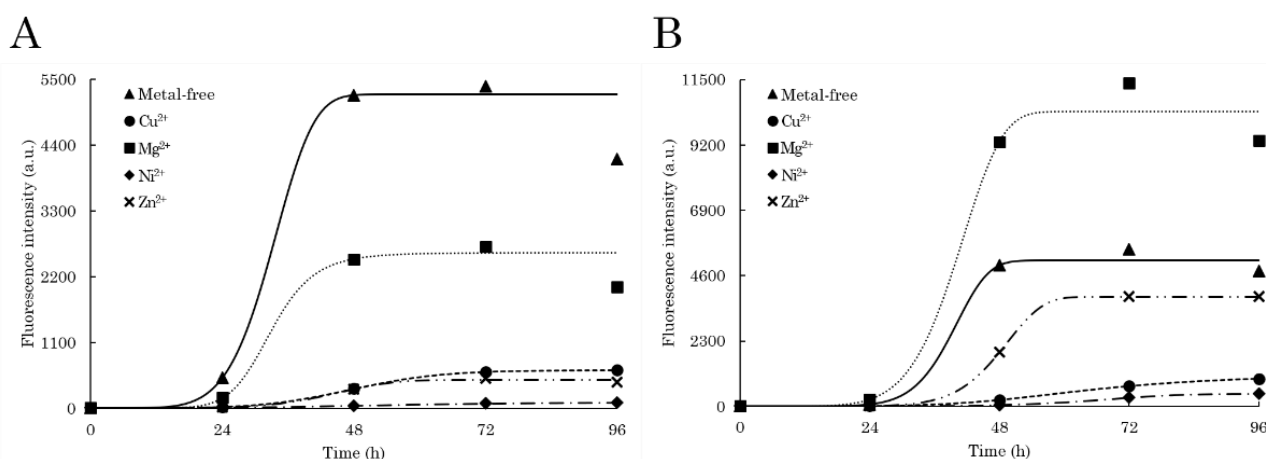 A
Fluorescence intensity (a.u.)
5500
4400
3300
2200
1100
0
Metal-free
Cu²⁺
Mg²⁺
Ni²⁺
Zn²⁺
0 24 48 72 96
Time (h)
B
Fluorescence intensity (a.u.)
11500
9200
6900
4600
2300
0
Metal-free
Cu²⁺
Mg²⁺
Ni²⁺
Zn²⁺
0 24 48 72 96
Time (h)